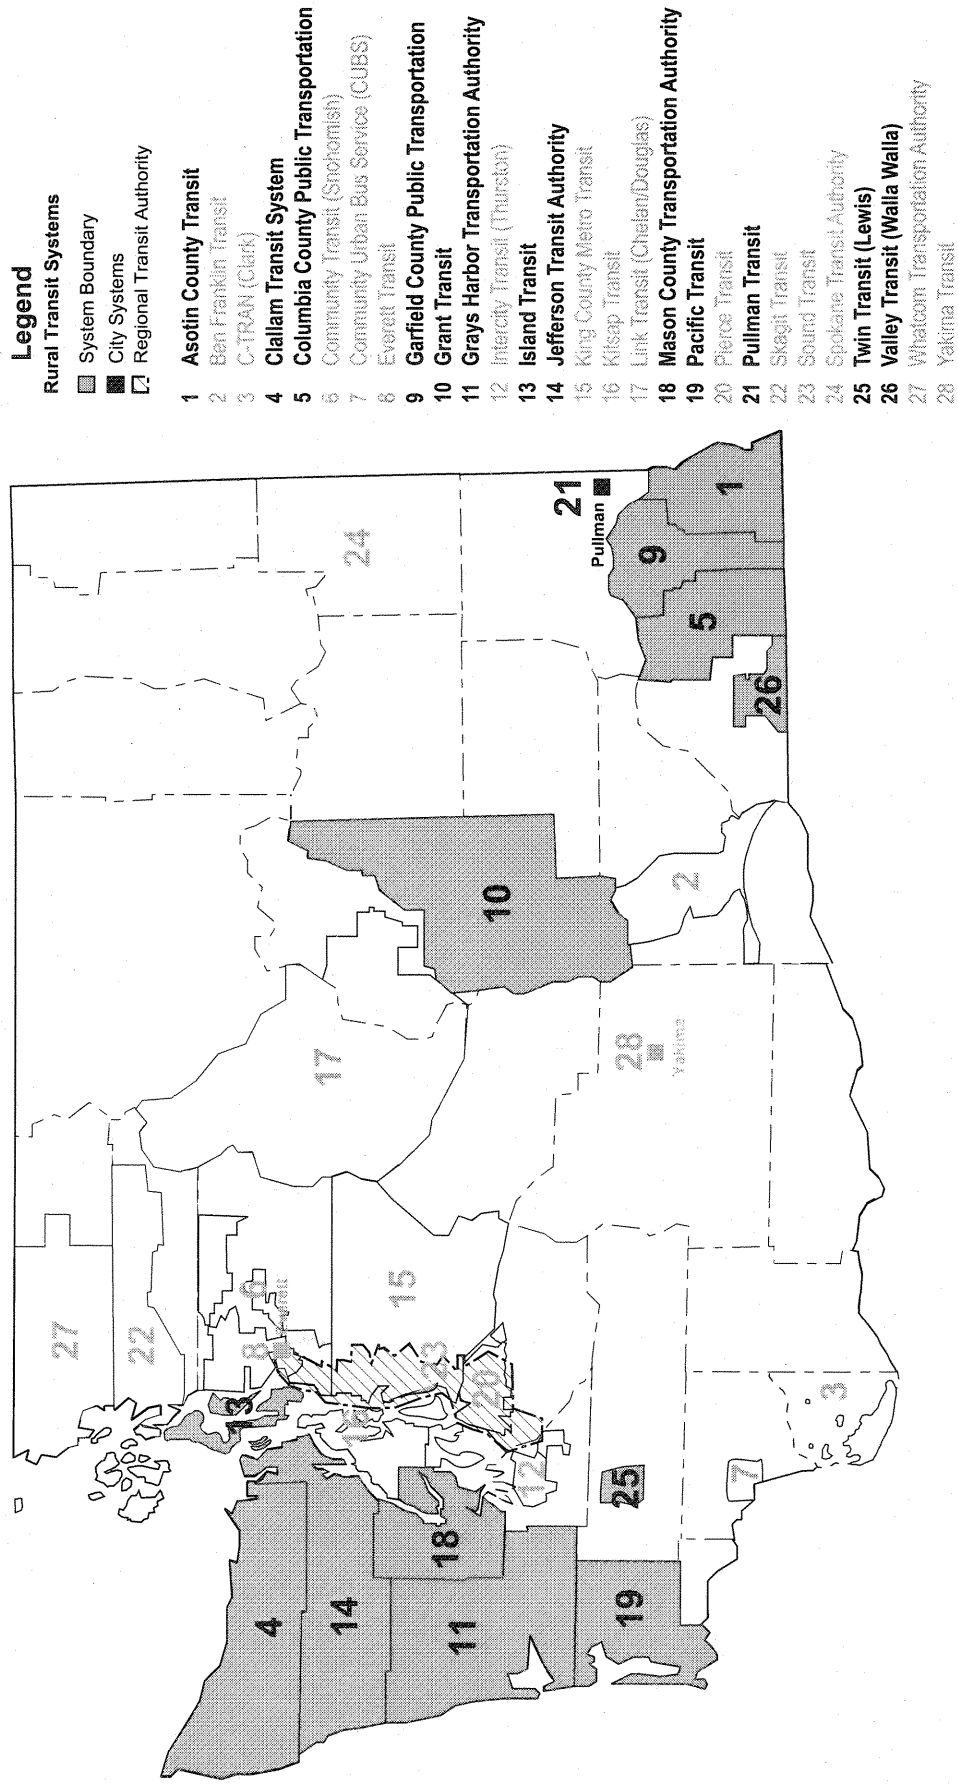 Legend
Rural Transit Systems
System Boundary
City Systems
Regional Transit Authority
1 Asotin County Transit
2 Ben Franklin Transit
3 C-TRAN (Clark)
4 Clallam Transit System
5 Columbia County Public Transportation
6 Community Transit (Snohomish)
7 Community Urban Bus Service (CUBS)
8 Everett Transit
9 Garfield County Public Transportation
10 Grant Transit
11 Grays Harbor Transportation Authority
12 Intercity Transit (Thurston)
13 Island Transit
14 Jefferson Transit Authority
15 King County Metro Transit
16 Kitsap Transit
17 Link Transit (Chelan/Douglas)
18 Mason County Transportation Authority
19 Pacific Transit
20 Pierce Transit
21 Pullman Transit
22 Skagit Transit
23 Sound Transit
24 Spokane Transit Authority
25 Twin Transit (Lewis)
26 Valley Transit (Walla Walla)
27 Whatcom Transportation Authority
28 Yakima Transit
27
22
13
8
6
Everett
4
14
16
23
15
17
24
18
20
11
12
10
21
Pullman
19
25
28
Yakima
2
9
5
1
26
7
3